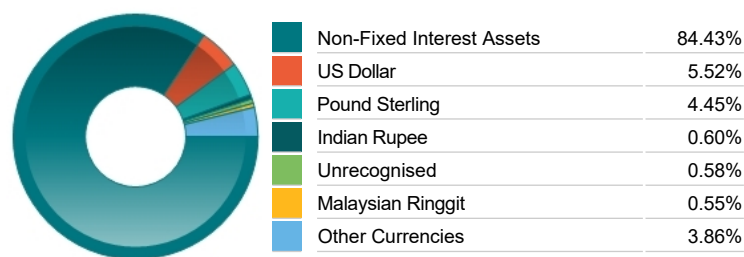 Non-Fixed Interest Assets 84.43%
US Dollar 5.52%
Pound Sterling 4.45%
Indian Rupee 0.60%
Unrecognised 0.58%
Malaysian Ringgit 0.55%
Other Currencies 3.86%